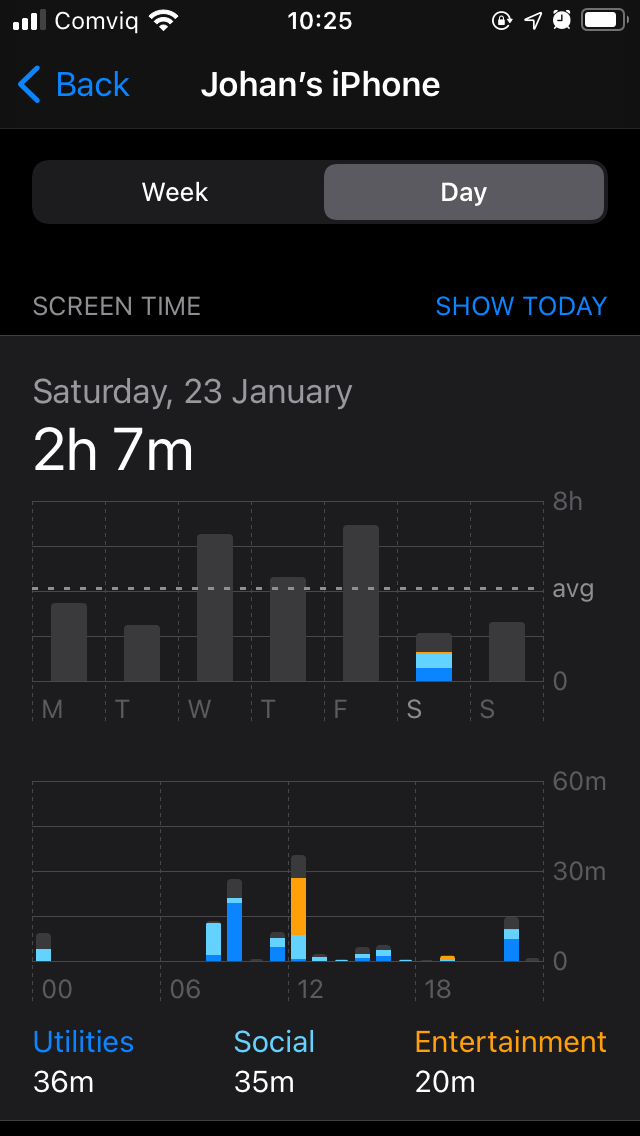 Comviq 10:25
Back Johan’s iPhone
Week Day
SCREEN TIME SHOW TODAY
Saturday, 23 January
2h 7m
8h
avg
0
M T W T F S S
60m
30m
0
00 06 12 18
Utilities Social Entertainment
36m 35m 20m